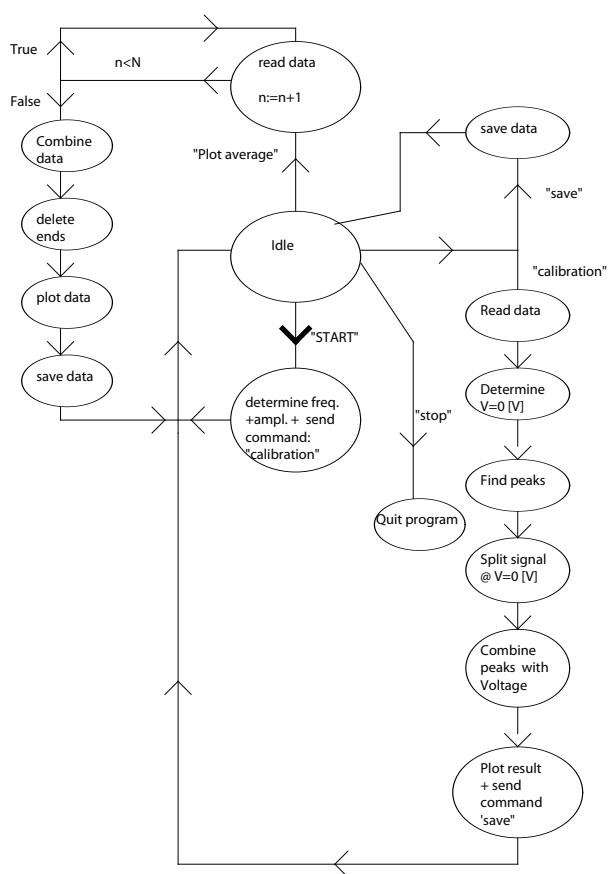 True
n<N
read data
n:=n+1
False
Combine
data
"Plot average"
save data
"save"
delete
ends
Idle
"calibration"
plot data
Read data
"START"
save data
determine freq.
+ampl. + send
command:
"calibration"
"stop"
Determine
V=0 [V]
Find peaks
Quit program
Split signal
@ V=0 [V]
Combine
peaks with
Voltage
Plot result
+ send
command
'save"